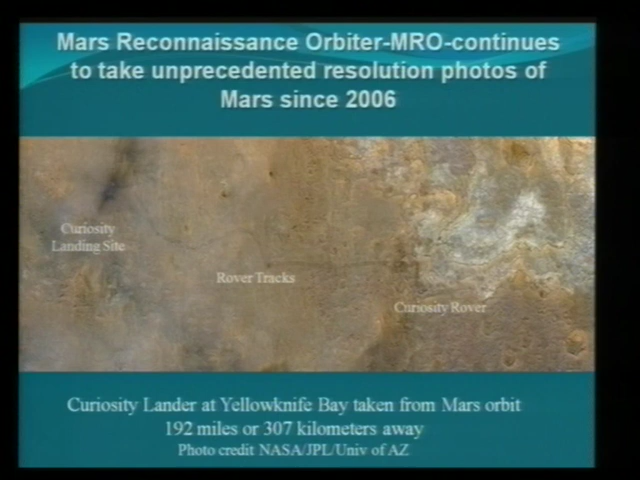 Mars Reconnaissance Orbiter-MRO-continues
to take unprecedented resolution photos of
Mars since 2006
Curiosity
Landing Site
Rover Tracks
Curiosity Rover
Curiosity Lander at Yellowknife Bay taken from Mars orbit
192 miles or 307 kilometers away
Photo credit NASA/JPL/Univ of AZ